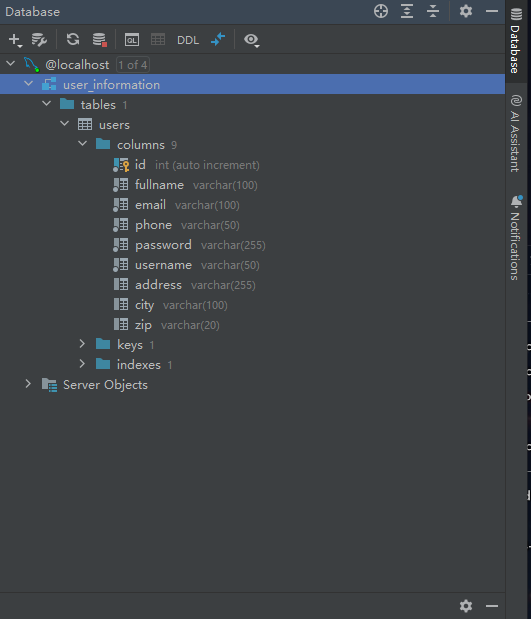 Database
QL DDL
@localhost 1 of 4
user_information
tables 1
users
columns 9
id int (auto increment)
fullname varchar(100)
email varchar(100)
phone varchar(50)
password varchar(255)
username varchar(50)
address varchar(255)
city varchar(100)
zip varchar(20)
keys 1
indexes 1
Server Objects
Database
AI Assistant
Notifications